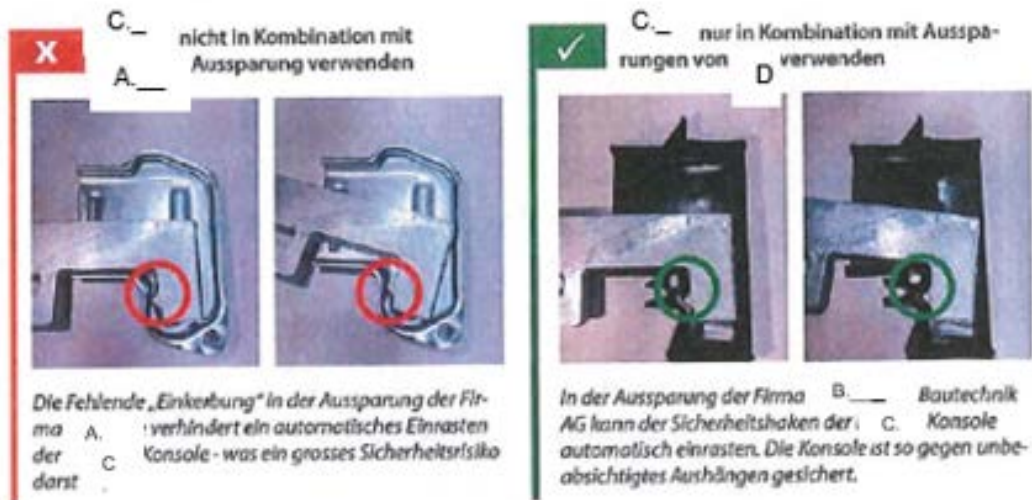 X
C._ nicht in Kombination mit
A.__ Aussparung verwenden
Die Fehlende „Einkerbung" in der Aussparung der Fir-
ma A. verhindert ein automatisches Einrasten
der C Konsole - was ein grosses Sicherheitsrisiko
darst
✓
C._ nur in Kombination mit Ausspa-
rungen von D verwenden
In der Aussparung der Firma B.__ Bautechnik
AG kann der Sicherheitshaken der C. Konsole
automatisch einrasten. Die Konsole ist so gegen unbe-
absichtigtes Aushängen gesichert.